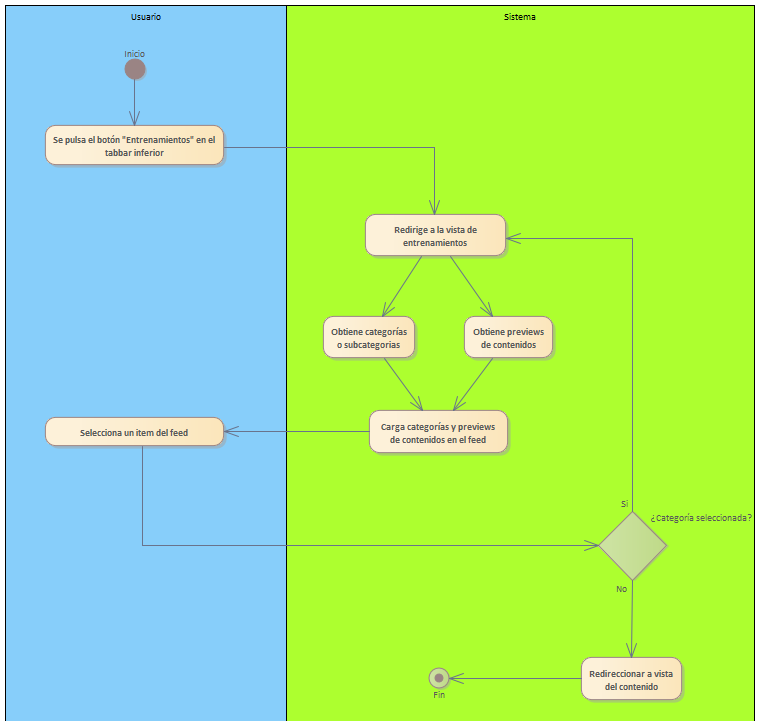 Usuario
Sistema
Inicio
Se pulsa el botón "Entrenamientos" en el
tabbar inferior
Redirige a la vista de
entrenamientos
Obtiene categorías
o subcategorias
Obtiene previews
de contenidos
Carga categorías y previews
de contenidos en el feed
Selecciona un item del feed
Si
¿Categoría seleccionada?
No
Redireccionar a vista
del contenido
Fin